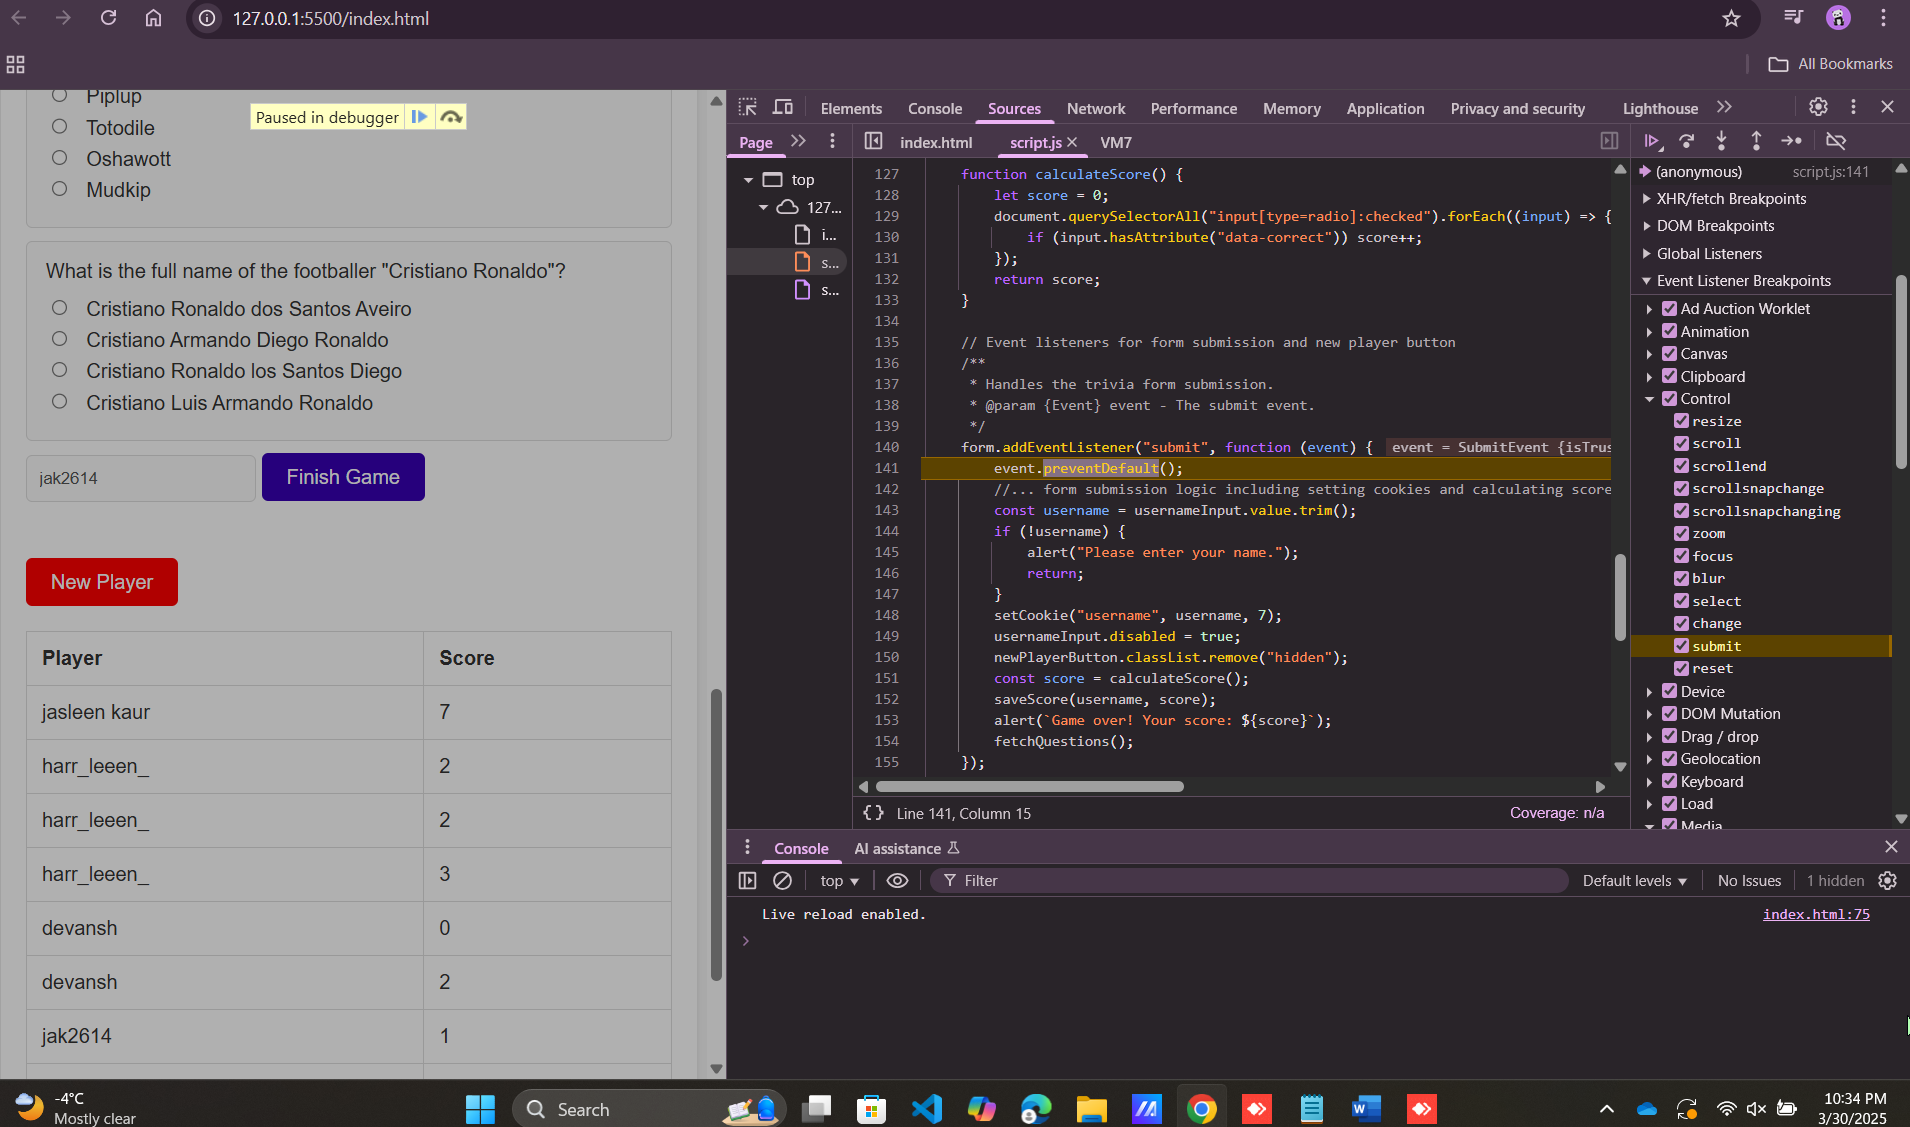 127.0.0.1:5500/index.html
All Bookmarks
Piplup
Totodile
Oshawott
Mudkip
Paused in debugger
What is the full name of the footballer "Cristiano Ronaldo"?
Cristiano Ronaldo dos Santos Aveiro
Cristiano Armando Diego Ronaldo
Cristiano Ronaldo los Santos Diego
Cristiano Luis Armando Ronaldo
jak2614
Finish Game
New Player
Player Score
jasleen kaur 7
harr_leeen_ 2
harr_leeen_ 2
harr_leeen_ 3
devansh 0
devansh 2
jak2614 1
Elements Console Sources Network Performance Memory Application Privacy and security Lighthouse
Page
index.html script.js VM7
top
127...
i...
s...
s...
127 function calculateScore() {
128 let score = 0;
129 document.querySelectorAll("input[type=radio]:checked").forEach((input) => {
130 if (input.hasAttribute("data-correct")) score++;
131 });
132 return score;
133 }
134
135 // Event listeners for form submission and new player button
136 /**
137 * Handles the trivia form submission.
138 * @param {Event} event - The submit event.
139 */
140 form.addEventListener("submit", function (event) { event = SubmitEvent {isTrus
141 event.preventDefault();
142 //... form submission logic including setting cookies and calculating score
143 const username = usernameInput.value.trim();
144 if (!username) {
145 alert("Please enter your name.");
146 return;
147 }
148 setCookie("username", username, 7);
149 usernameInput.disabled = true;
150 newPlayerButton.classList.remove("hidden");
151 const score = calculateScore();
152 saveScore(username, score);
153 alert(`Game over! Your score: ${score}`);
154 fetchQuestions();
155 });
{} Line 141, Column 15 Coverage: n/a
(anonymous) script.js:141
XHR/fetch Breakpoints
DOM Breakpoints
Global Listeners
Event Listener Breakpoints
Ad Auction Worklet
Animation
Canvas
Clipboard
Control
resize
scroll
scrollend
scrollsnapchange
scrollsnapchanging
zoom
focus
blur
select
change
submit
reset
Device
DOM Mutation
Drag / drop
Geolocation
Keyboard
Load
Media
Console AI assistance
top Filter Default levels No Issues 1 hidden
Live reload enabled. index.html:75
-4°C
Mostly clear
Search
10:34 PM
3/30/2025